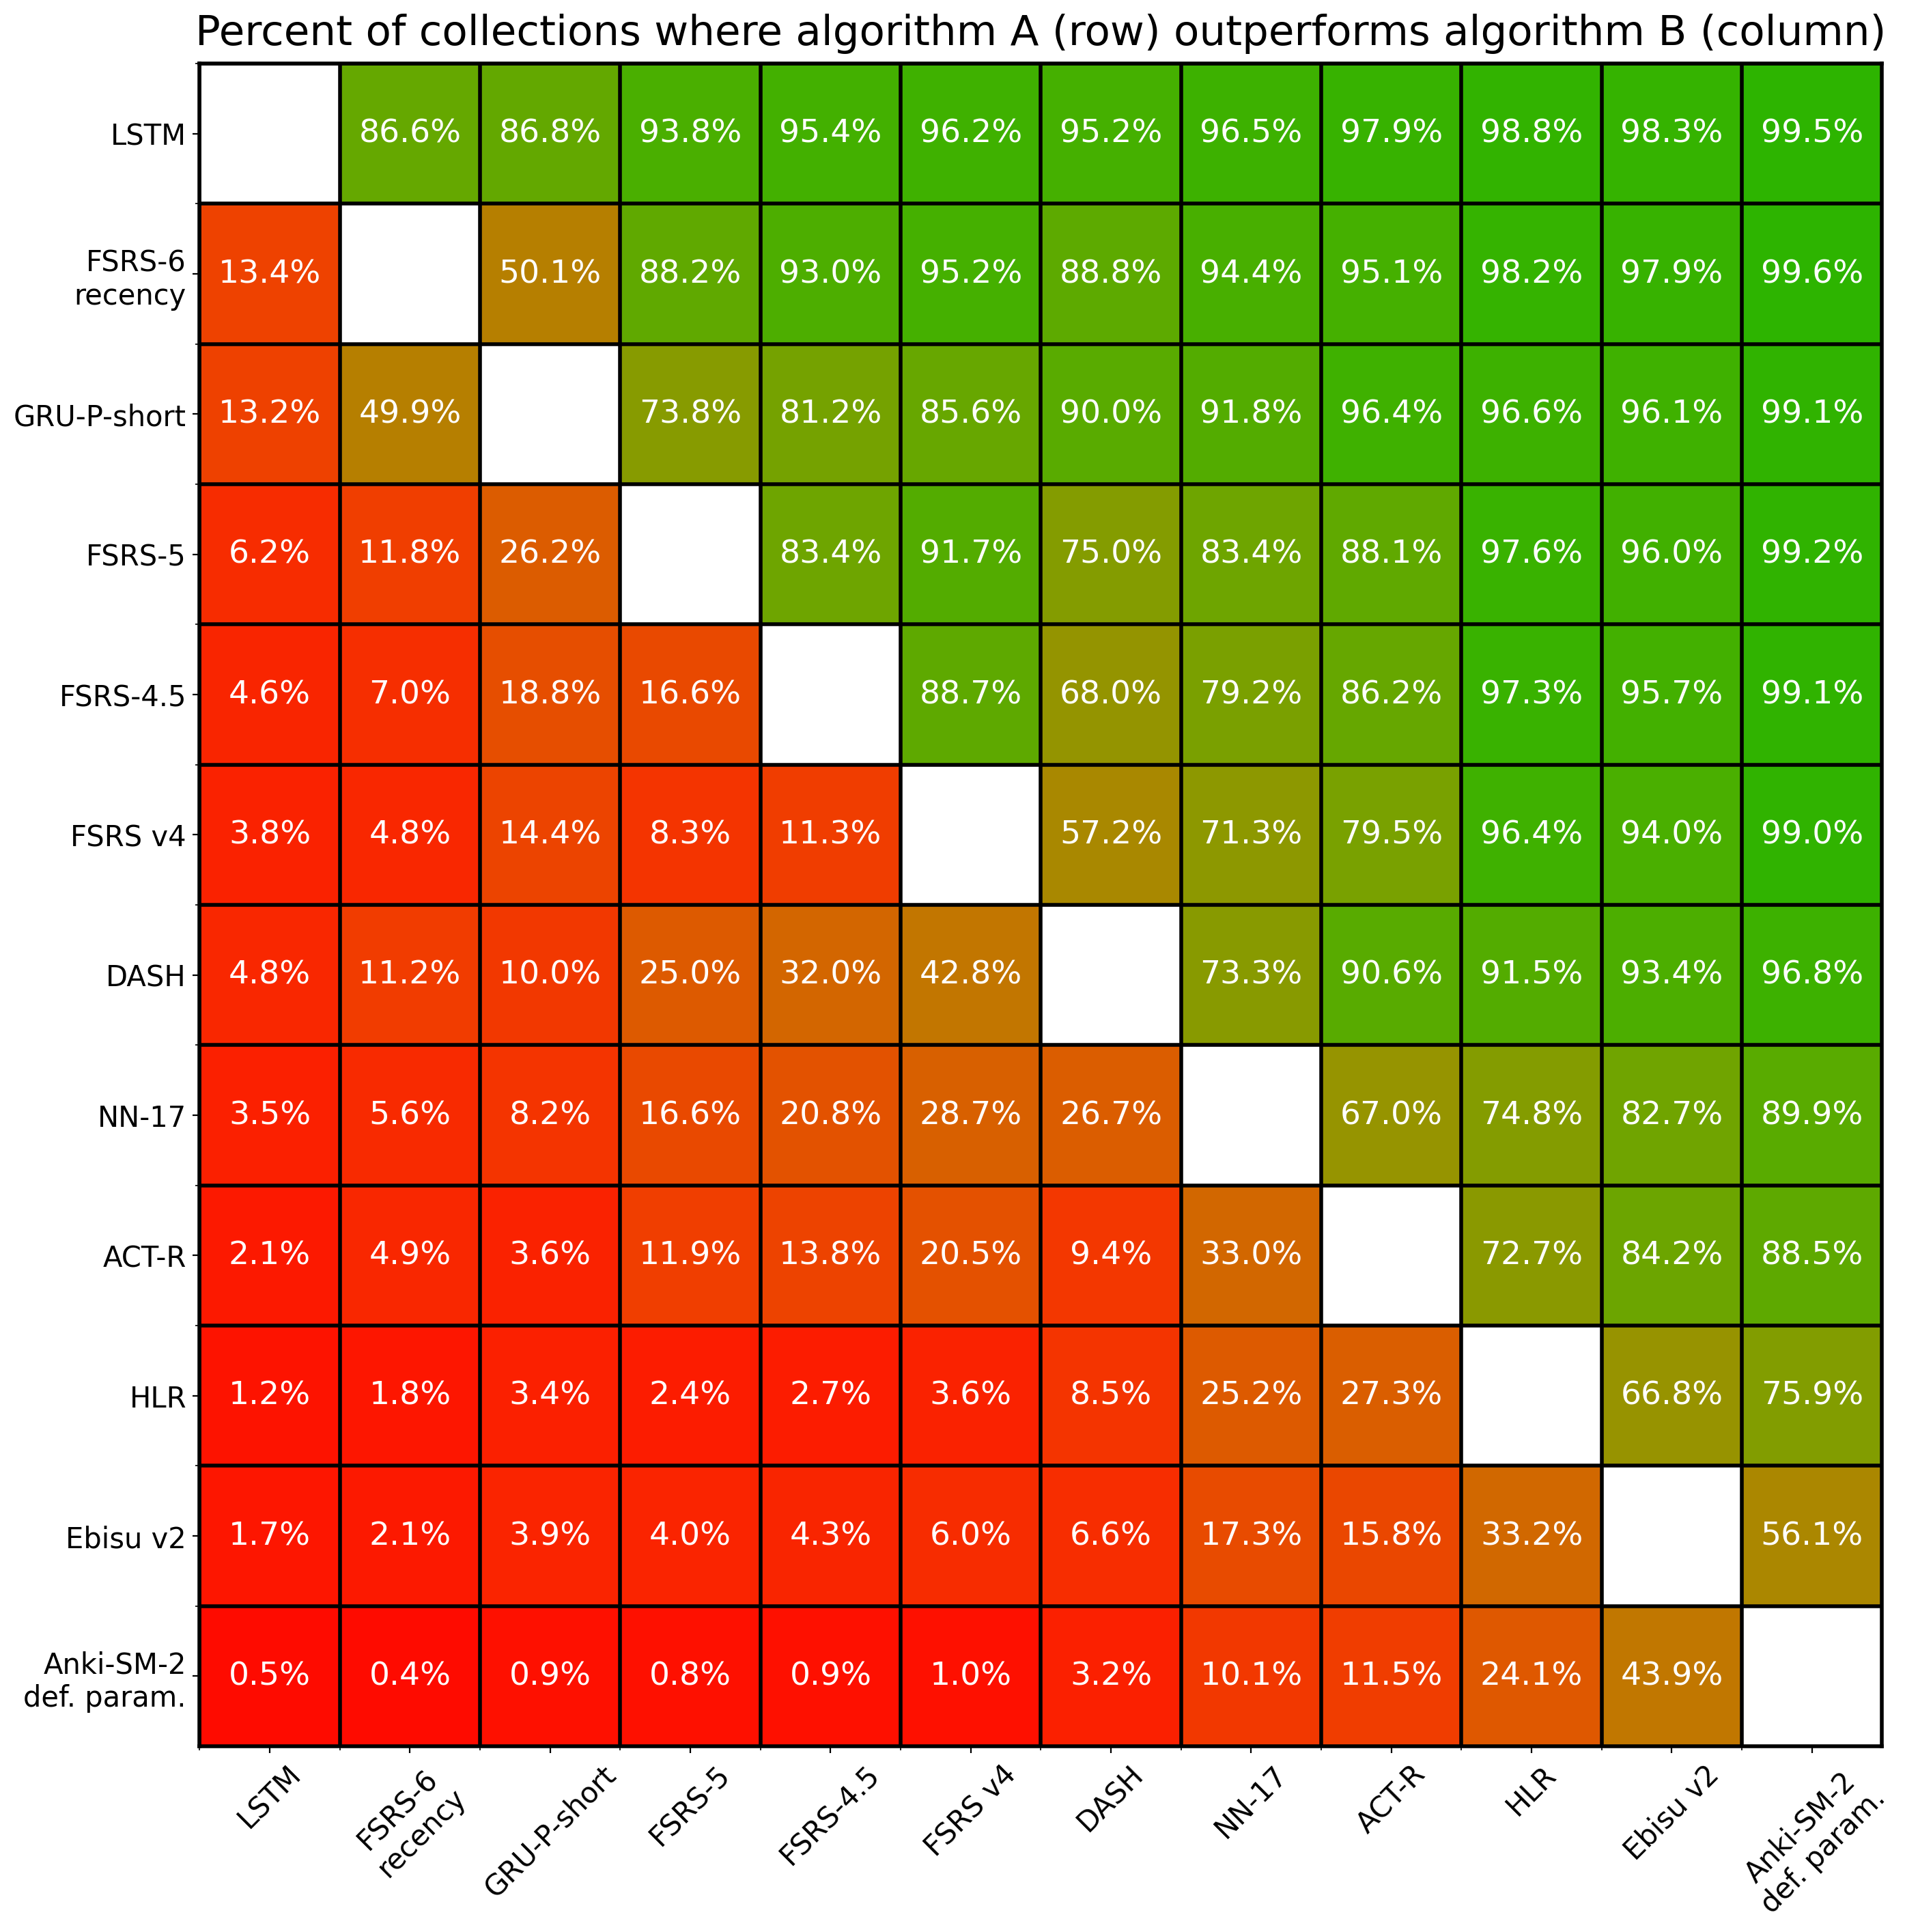 Percent of collections where algorithm A (row) outperforms algorithm B (column)
LSTM 86.6% 86.8% 93.8% 95.4% 96.2% 95.2% 96.5% 97.9% 98.8% 98.3% 99.5%
FSRS-6
recency 13.4% 50.1% 88.2% 93.0% 95.2% 88.8% 94.4% 95.1% 98.2% 97.9% 99.6%
GRU-P-short 13.2% 49.9% 73.8% 81.2% 85.6% 90.0% 91.8% 96.4% 96.6% 96.1% 99.1%
FSRS-5 6.2% 11.8% 26.2% 83.4% 91.7% 75.0% 83.4% 88.1% 97.6% 96.0% 99.2%
FSRS-4.5 4.6% 7.0% 18.8% 16.6% 88.7% 68.0% 79.2% 86.2% 97.3% 95.7% 99.1%
FSRS v4 3.8% 4.8% 14.4% 8.3% 11.3% 57.2% 71.3% 79.5% 96.4% 94.0% 99.0%
DASH 4.8% 11.2% 10.0% 25.0% 32.0% 42.8% 73.3% 90.6% 91.5% 93.4% 96.8%
NN-17 3.5% 5.6% 8.2% 16.6% 20.8% 28.7% 26.7% 67.0% 74.8% 82.7% 89.9%
ACT-R 2.1% 4.9% 3.6% 11.9% 13.8% 20.5% 9.4% 33.0% 72.7% 84.2% 88.5%
HLR 1.2% 1.8% 3.4% 2.4% 2.7% 3.6% 8.5% 25.2% 27.3% 66.8% 75.9%
Ebisu v2 1.7% 2.1% 3.9% 4.0% 4.3% 6.0% 6.6% 17.3% 15.8% 33.2% 56.1%
Anki-SM-2
def. param. 0.5% 0.4% 0.9% 0.8% 0.9% 1.0% 3.2% 10.1% 11.5% 24.1% 43.9%
LSTM
FSRS-6
recency
GRU-P-short
FSRS-5
FSRS-4.5
FSRS v4
DASH
NN-17
ACT-R
HLR
Ebisu v2
Anki-SM-2
def. param.